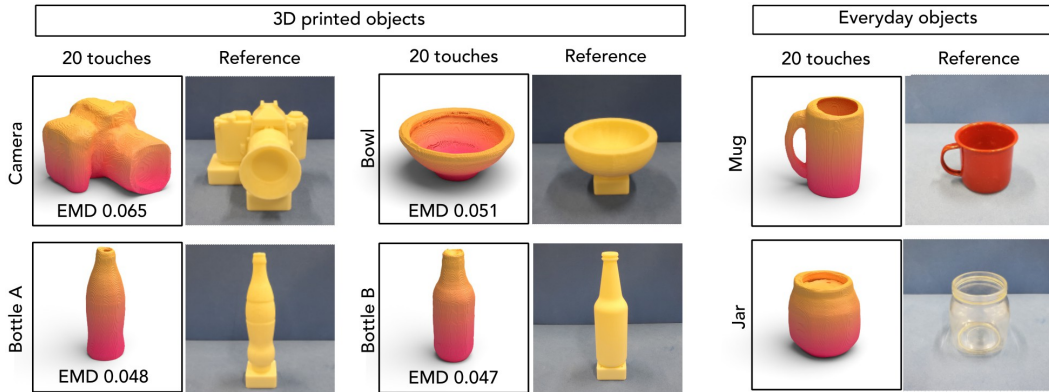 3D printed objects
Everyday objects
20 touches
Reference
20 touches
Reference
20 touches
Reference
Camera
EMD 0.065
Bowl
EMD 0.051
Mug
Bottle A
EMD 0.048
Bottle B
EMD 0.047
Jar